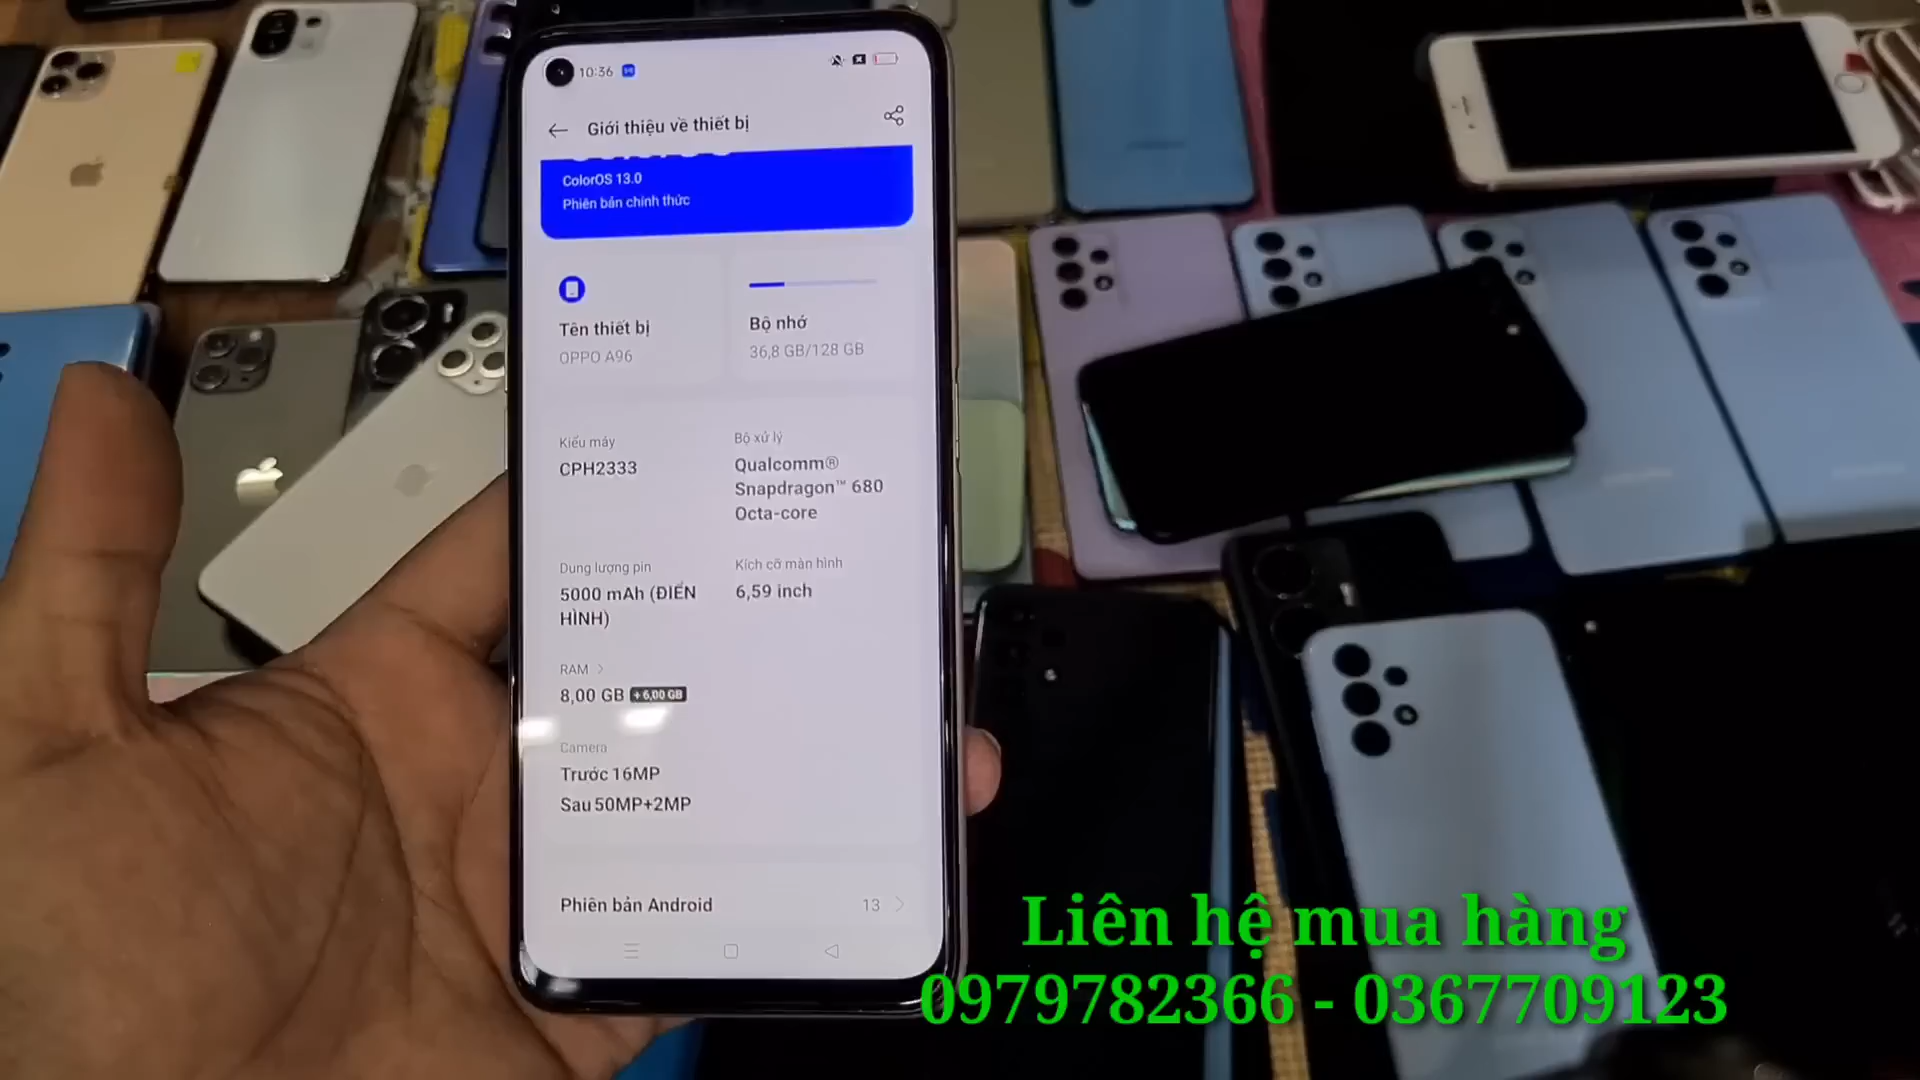 10:36
Giới thiệu về thiết bị
ColorOS 13.0
Phiên bản chính thức
Tên thiết bị
OPPO A96
Bộ nhớ
36,8 GB/128 GB
Kiểu máy
CPH2333
Bộ xử lý
Qualcomm®
Snapdragon™ 680
Octa-core
Dung lượng pin
5000 mAh (ĐIỂN
HÌNH)
Kích cỡ màn hình
6,59 inch
RAM
8,00 GB +6,00 GB
Camera
Trước 16MP
Sau 50MP+2MP
Phiên bản Android 13
Liên hệ mua hàng
0979782366 - 0367709123